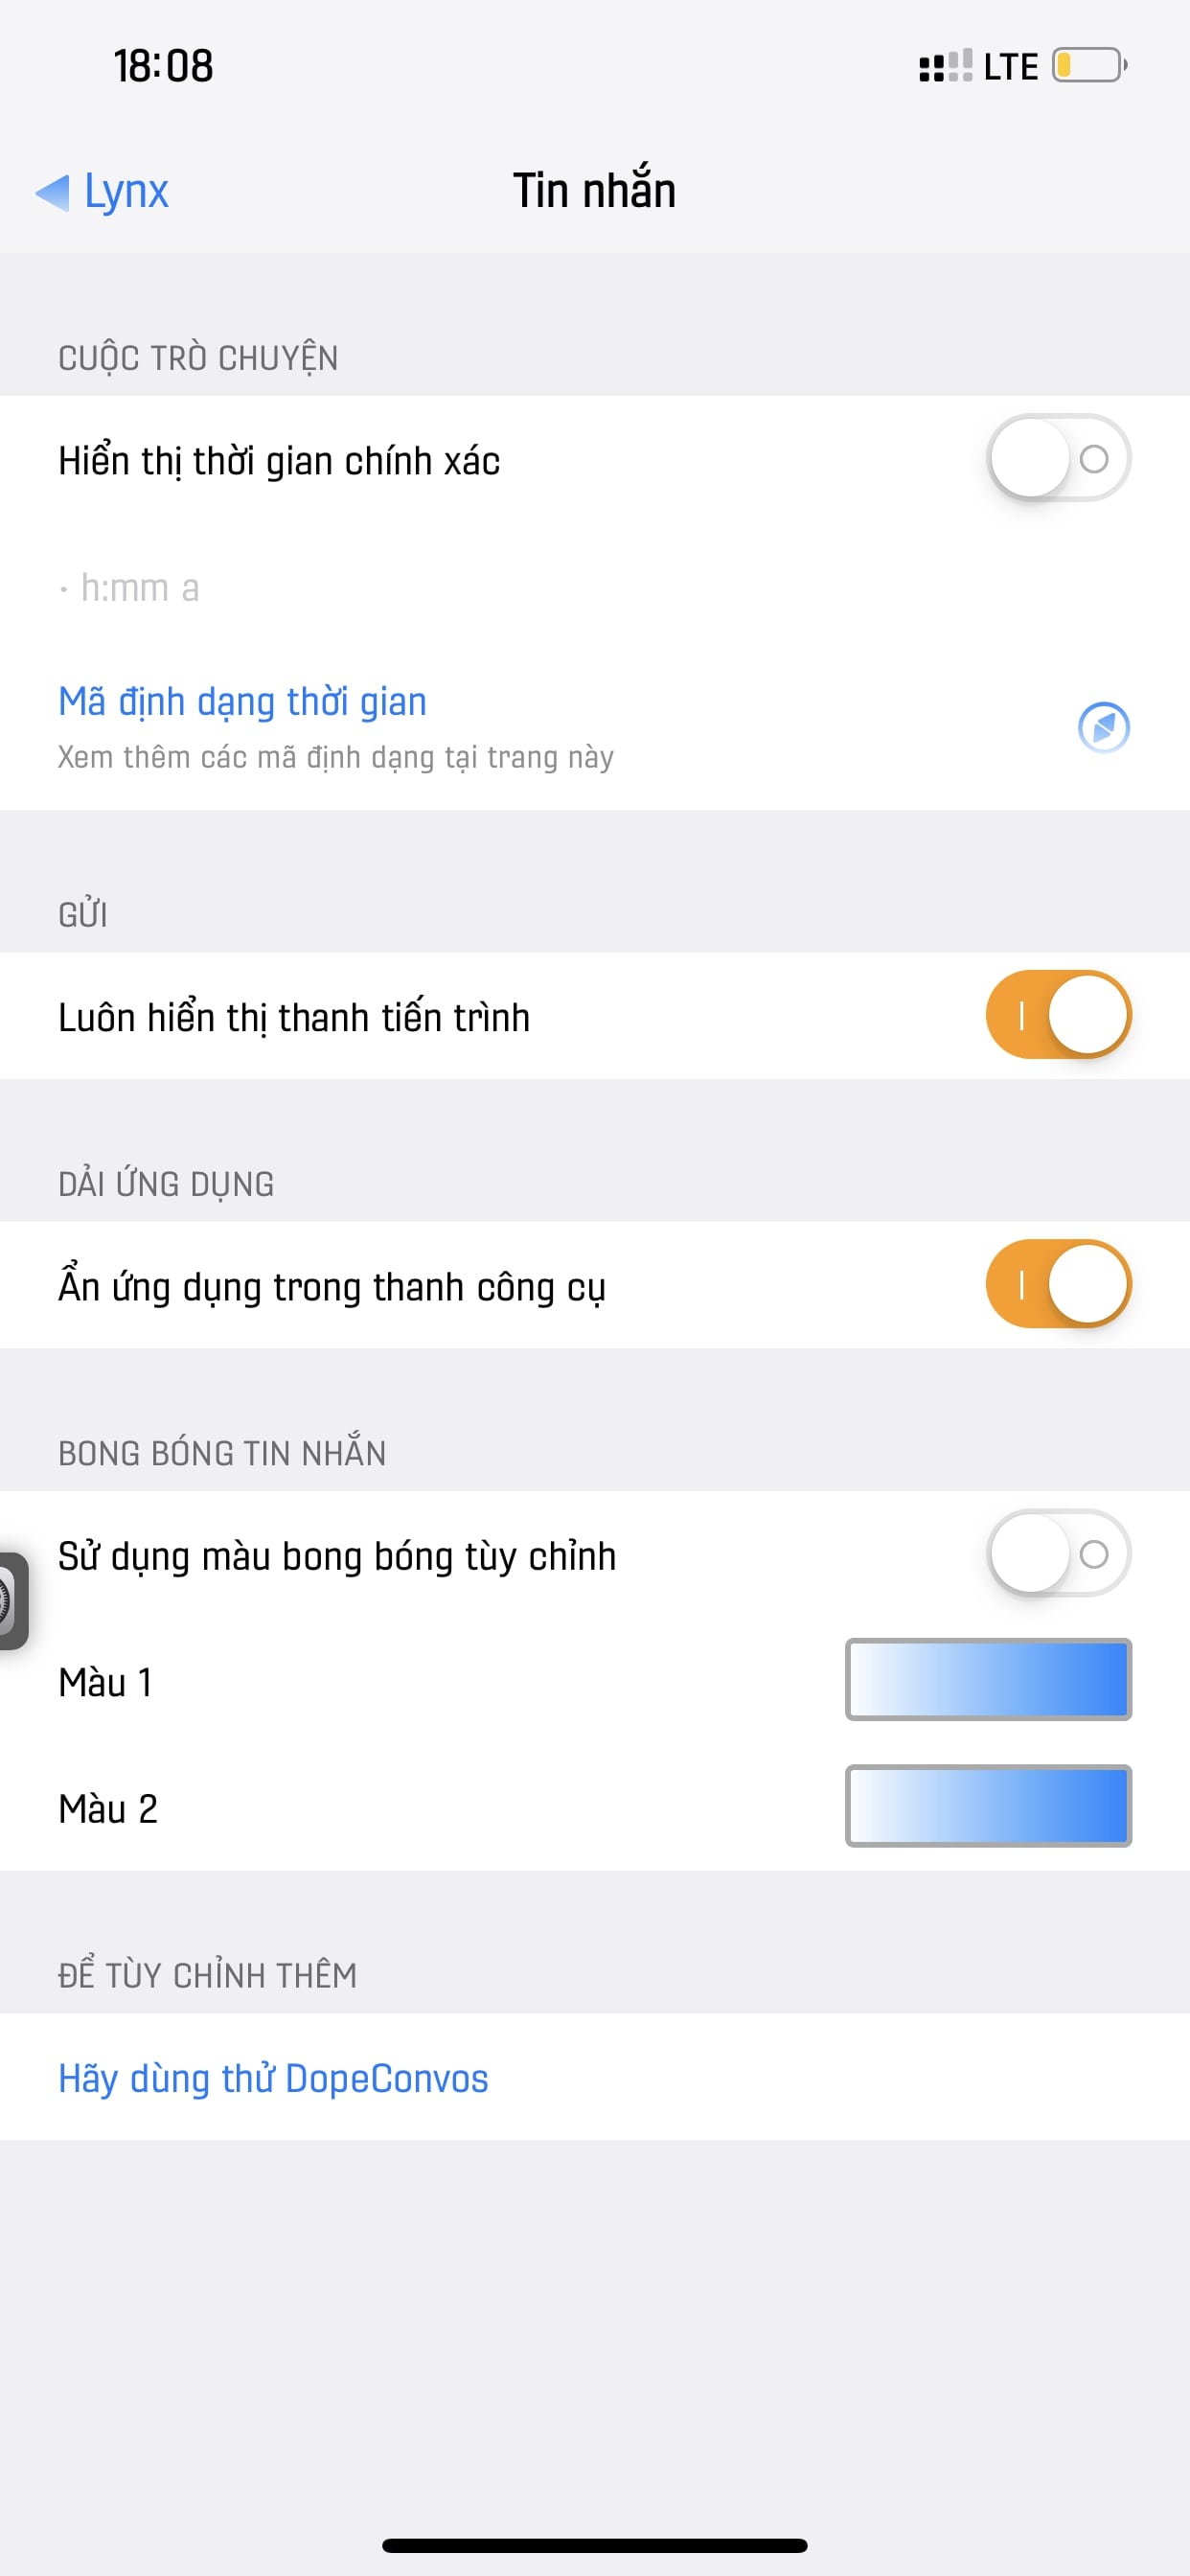 18:08
LTE
Lynx
Tin nhắn
CUỘC TRÒ CHUYỆN
Hiển thị thời gian chính xác
· h:mm a
Mã định dạng thời gian
Xem thêm các mã định dạng tại trang này
GỬI
Luôn hiển thị thanh tiến trình
DẢI ỨNG DỤNG
Ẩn ứng dụng trong thanh công cụ
BONG BÓNG TIN NHẮN
Sử dụng màu bong bóng tùy chỉnh
Màu 1
Màu 2
ĐỂ TÙY CHỈNH THÊM
Hãy dùng thử DopeConvos